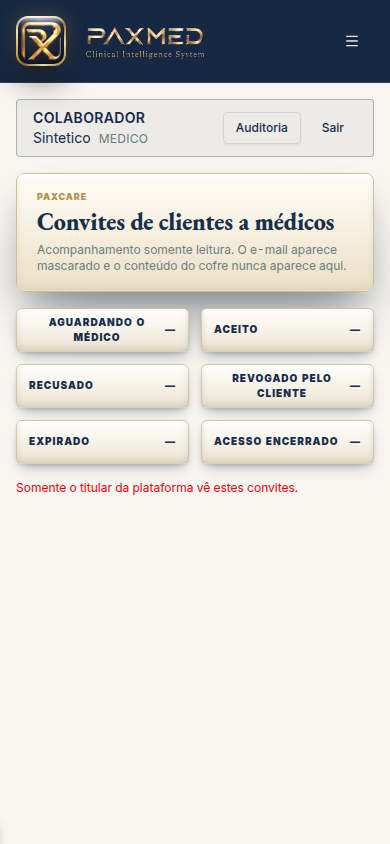 PAXMED
Clinical Intelligence System
☰
COLABORADOR
Sintetico MEDICO
Auditoria
Sair
PAXCARE
Convites de clientes a médicos
Acompanhamento somente leitura. O e-mail aparece
mascarado e o conteúdo do cofre nunca aparece aqui.
AGUARDANDO O
MÉDICO
—
ACEITO —
RECUSADO —
REVOGADO PELO
CLIENTE
—
EXPIRADO —
ACESSO ENCERRADO —
Somente o titular da plataforma vê estes convites.